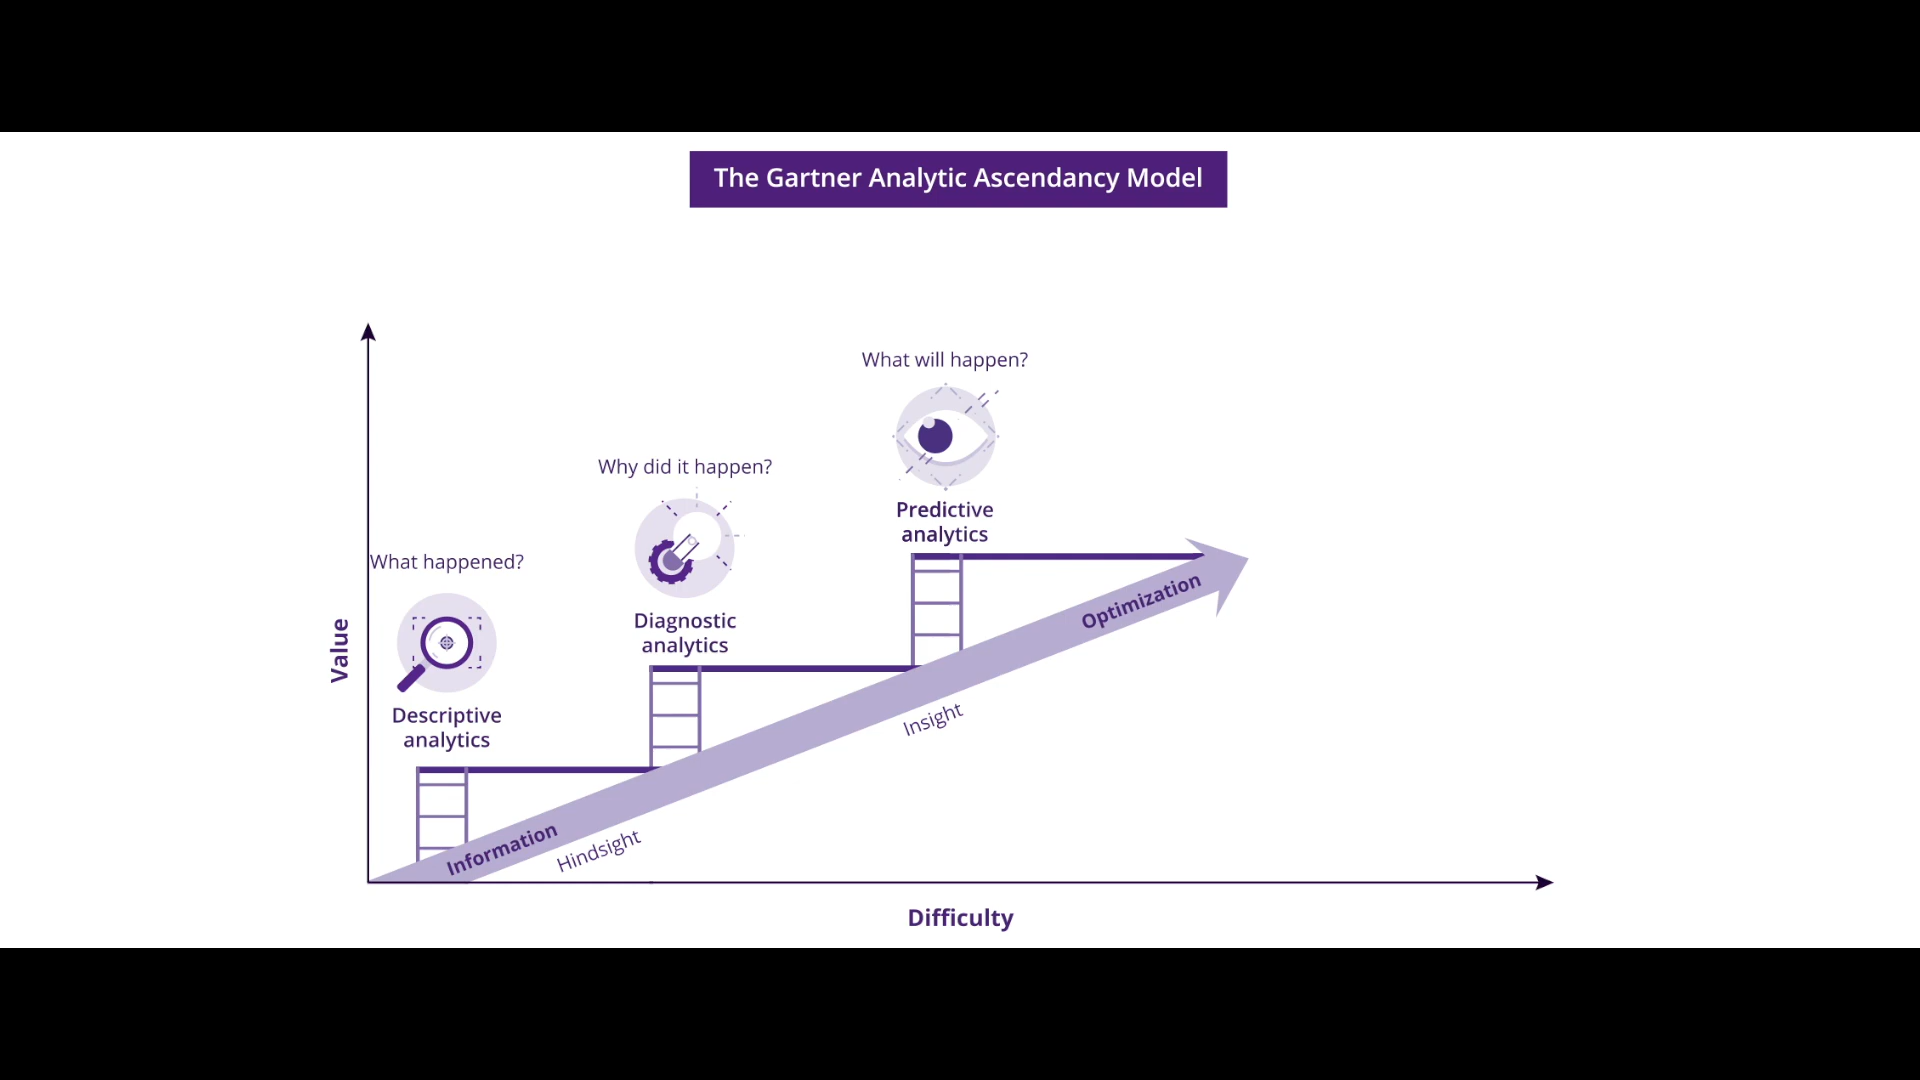 The Gartner Analytic Ascendancy Model
What will happen?
Predictive
analytics
Why did it happen?
Diagnostic
analytics
What happened?
Descriptive
analytics
Value
Information
Hindsight
Insight
Optimization
Difficulty